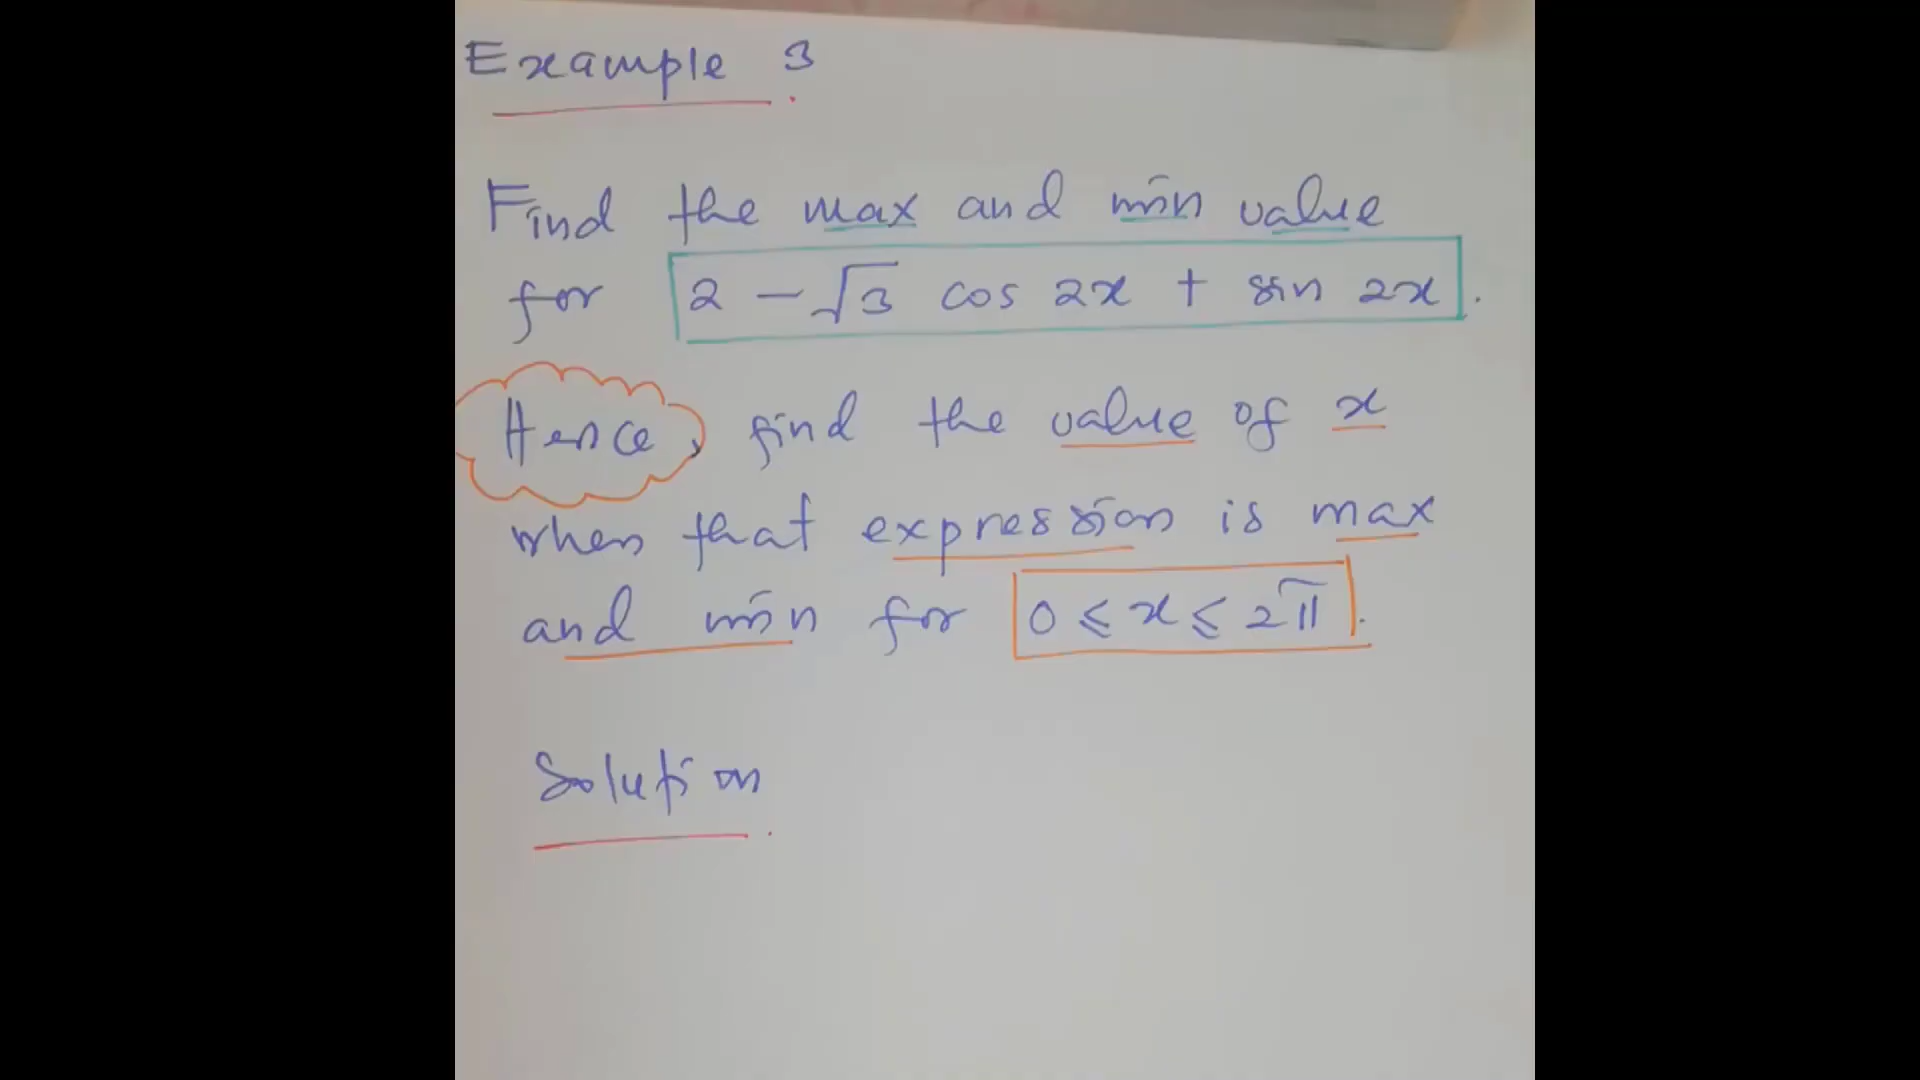 Example 3
Find the max and min value
for 2 - √3 cos 2x + sin 2x.
Hence, find the value of x
when that expression is max
and min for 0 ≤ x ≤ 2π.
Solution